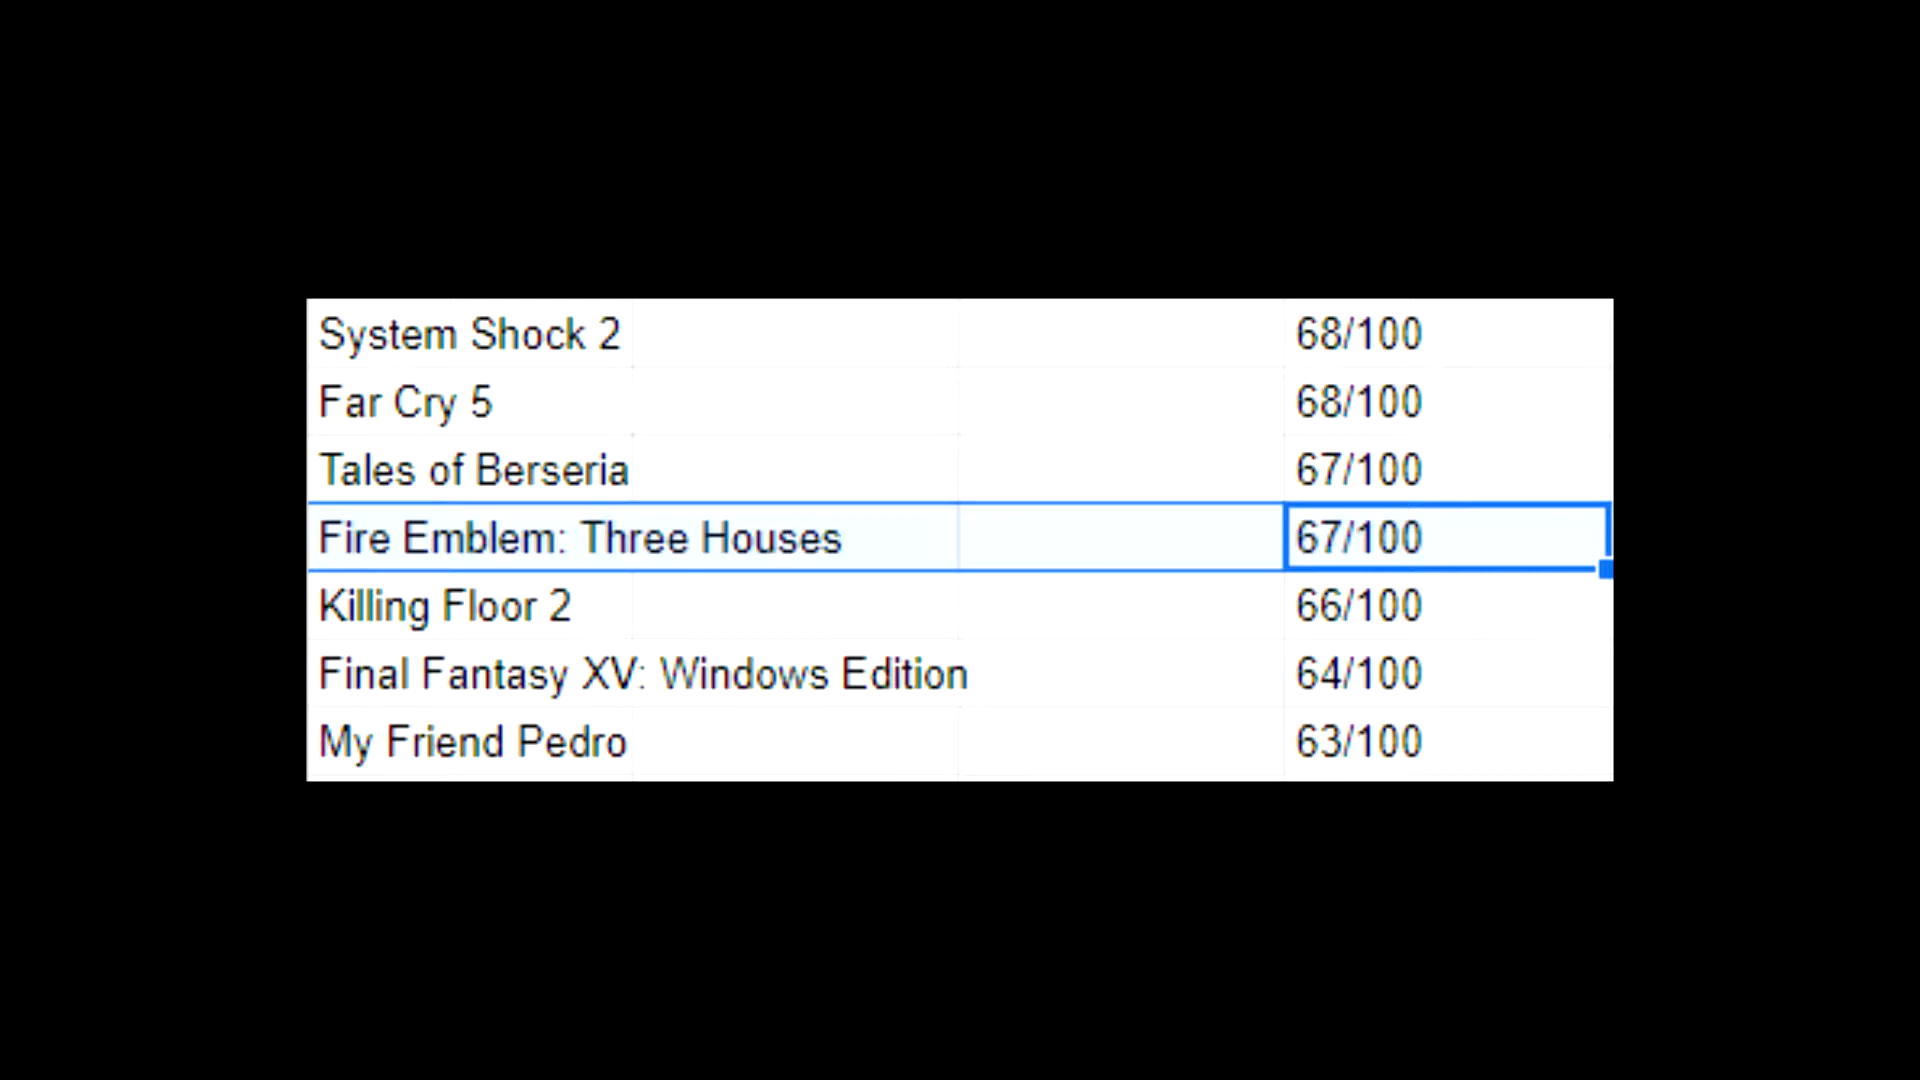 System Shock 2 68/100
Far Cry 5 68/100
Tales of Berseria 67/100
Fire Emblem: Three Houses 67/100
Killing Floor 2 66/100
Final Fantasy XV: Windows Edition 64/100
My Friend Pedro 63/100